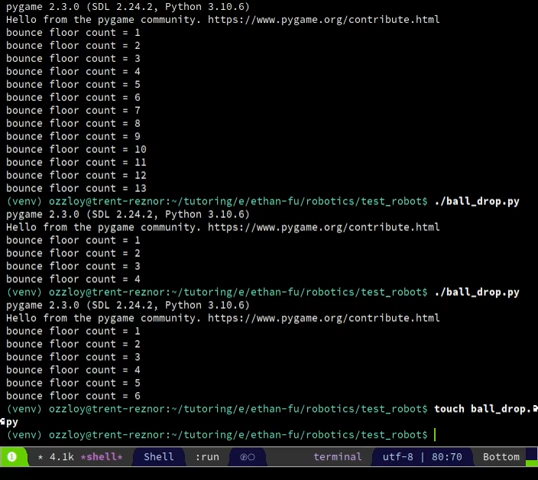 pygame 2.3.0 (SDL 2.24.2, Python 3.10.6)
Hello from the pygame community. https://www.pygame.org/contribute.html
bounce floor count = 1
bounce floor count = 2
bounce floor count = 3
bounce floor count = 4
bounce floor count = 5
bounce floor count = 6
bounce floor count = 7
bounce floor count = 8
bounce floor count = 9
bounce floor count = 10
bounce floor count = 11
bounce floor count = 12
bounce floor count = 13
(venv) ozzloy@trent-reznor:~/tutoring/e/ethan-fu/robotics/test_robot$ ./ball_drop.py
pygame 2.3.0 (SDL 2.24.2, Python 3.10.6)
Hello from the pygame community. https://www.pygame.org/contribute.html
bounce floor count = 1
bounce floor count = 2
bounce floor count = 3
bounce floor count = 4
(venv) ozzloy@trent-reznor:~/tutoring/e/ethan-fu/robotics/test_robot$ ./ball_drop.py
pygame 2.3.0 (SDL 2.24.2, Python 3.10.6)
Hello from the pygame community. https://www.pygame.org/contribute.html
bounce floor count = 1
bounce floor count = 2
bounce floor count = 3
bounce floor count = 4
bounce floor count = 5
bounce floor count = 6
(venv) ozzloy@trent-reznor:~/tutoring/e/ethan-fu/robotics/test_robot$ touch ball_drop.
py
(venv) ozzloy@trent-reznor:~/tutoring/e/ethan-fu/robotics/test_robot$
* 4.1k *shell* Shell :run terminal utf-8 | 80:70 Bottom